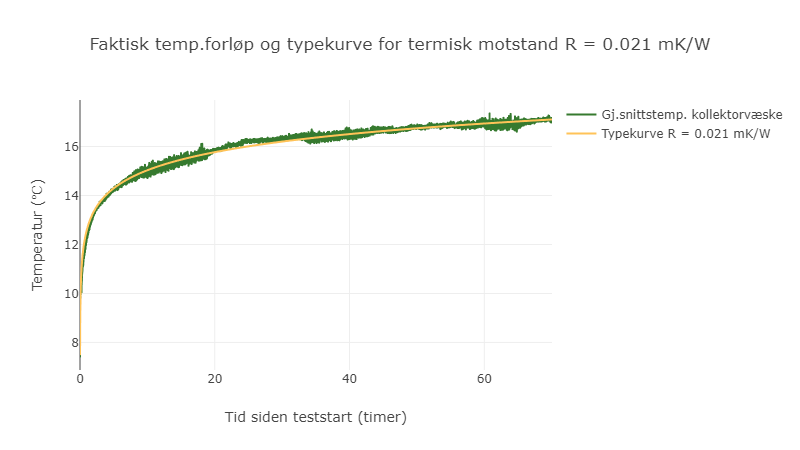 Faktisk temp.forløp og typekurve for termisk motstand R = 0.021 mK/W
Gj.snittstemp. kollektorvæske
Typekurve R = 0.021 mK/W
Temperatur (℃)
16
14
12
10
8
0
20
40
60
Tid siden teststart (timer)